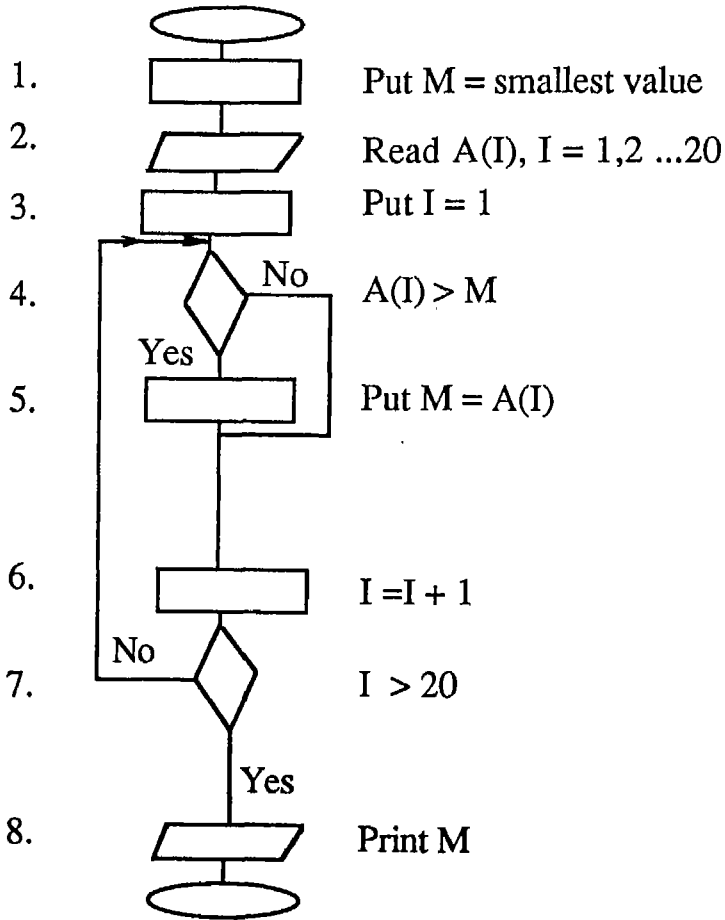 1. Put M = smallest value
2. Read A(I), I = 1,2 ...20
3. Put I = 1
No
4. A(I) > M
Yes
5. Put M = A(I)
6. I =I + 1
No
7. I > 20
Yes
8. Print M